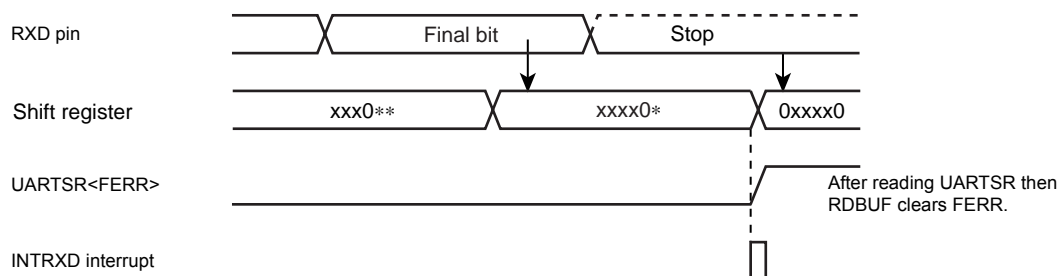 RXD pin
Final bit
Stop
Shift register
xxx0**
xxxx0*
0xxxx0
UARTSR<FERR>
After reading UARTSR then
RDBUF clears FERR.
INTRXD interrupt